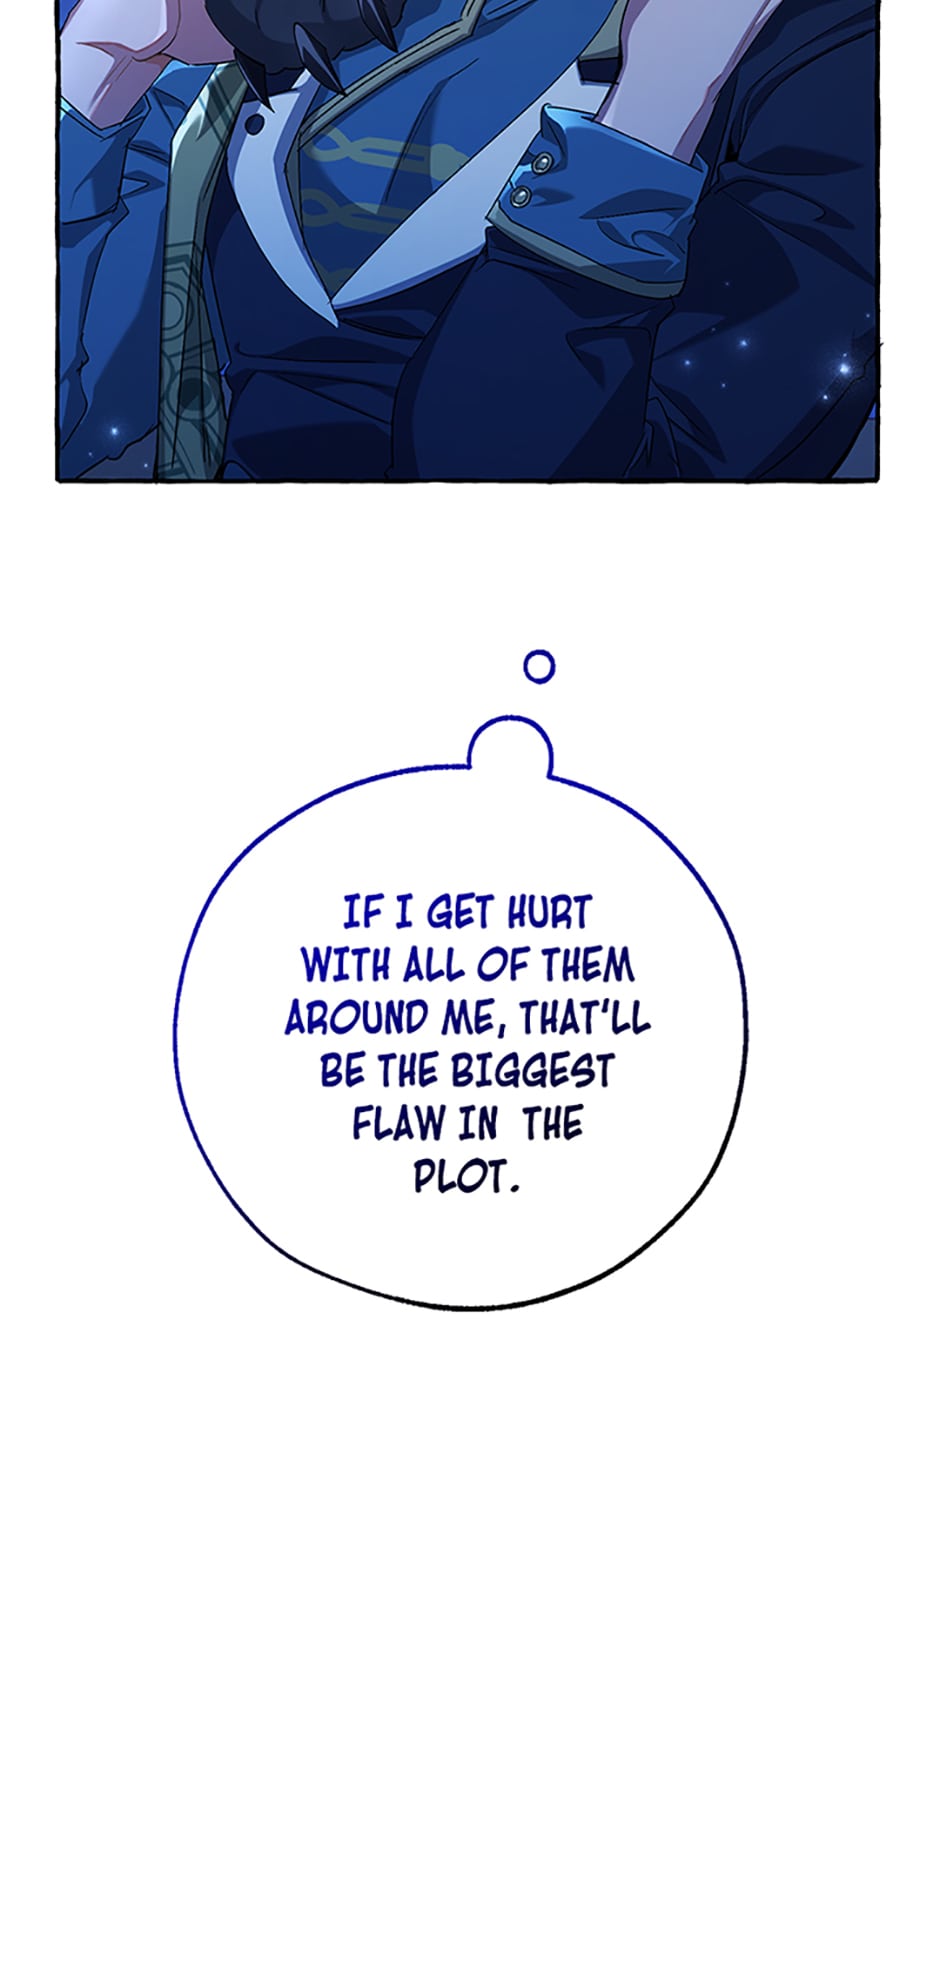 IF I GET HURT
WITH ALL OF THEM
AROUND ME, THAT'LL
BE THE BIGGEST
FLAW IN THE
PLOT.